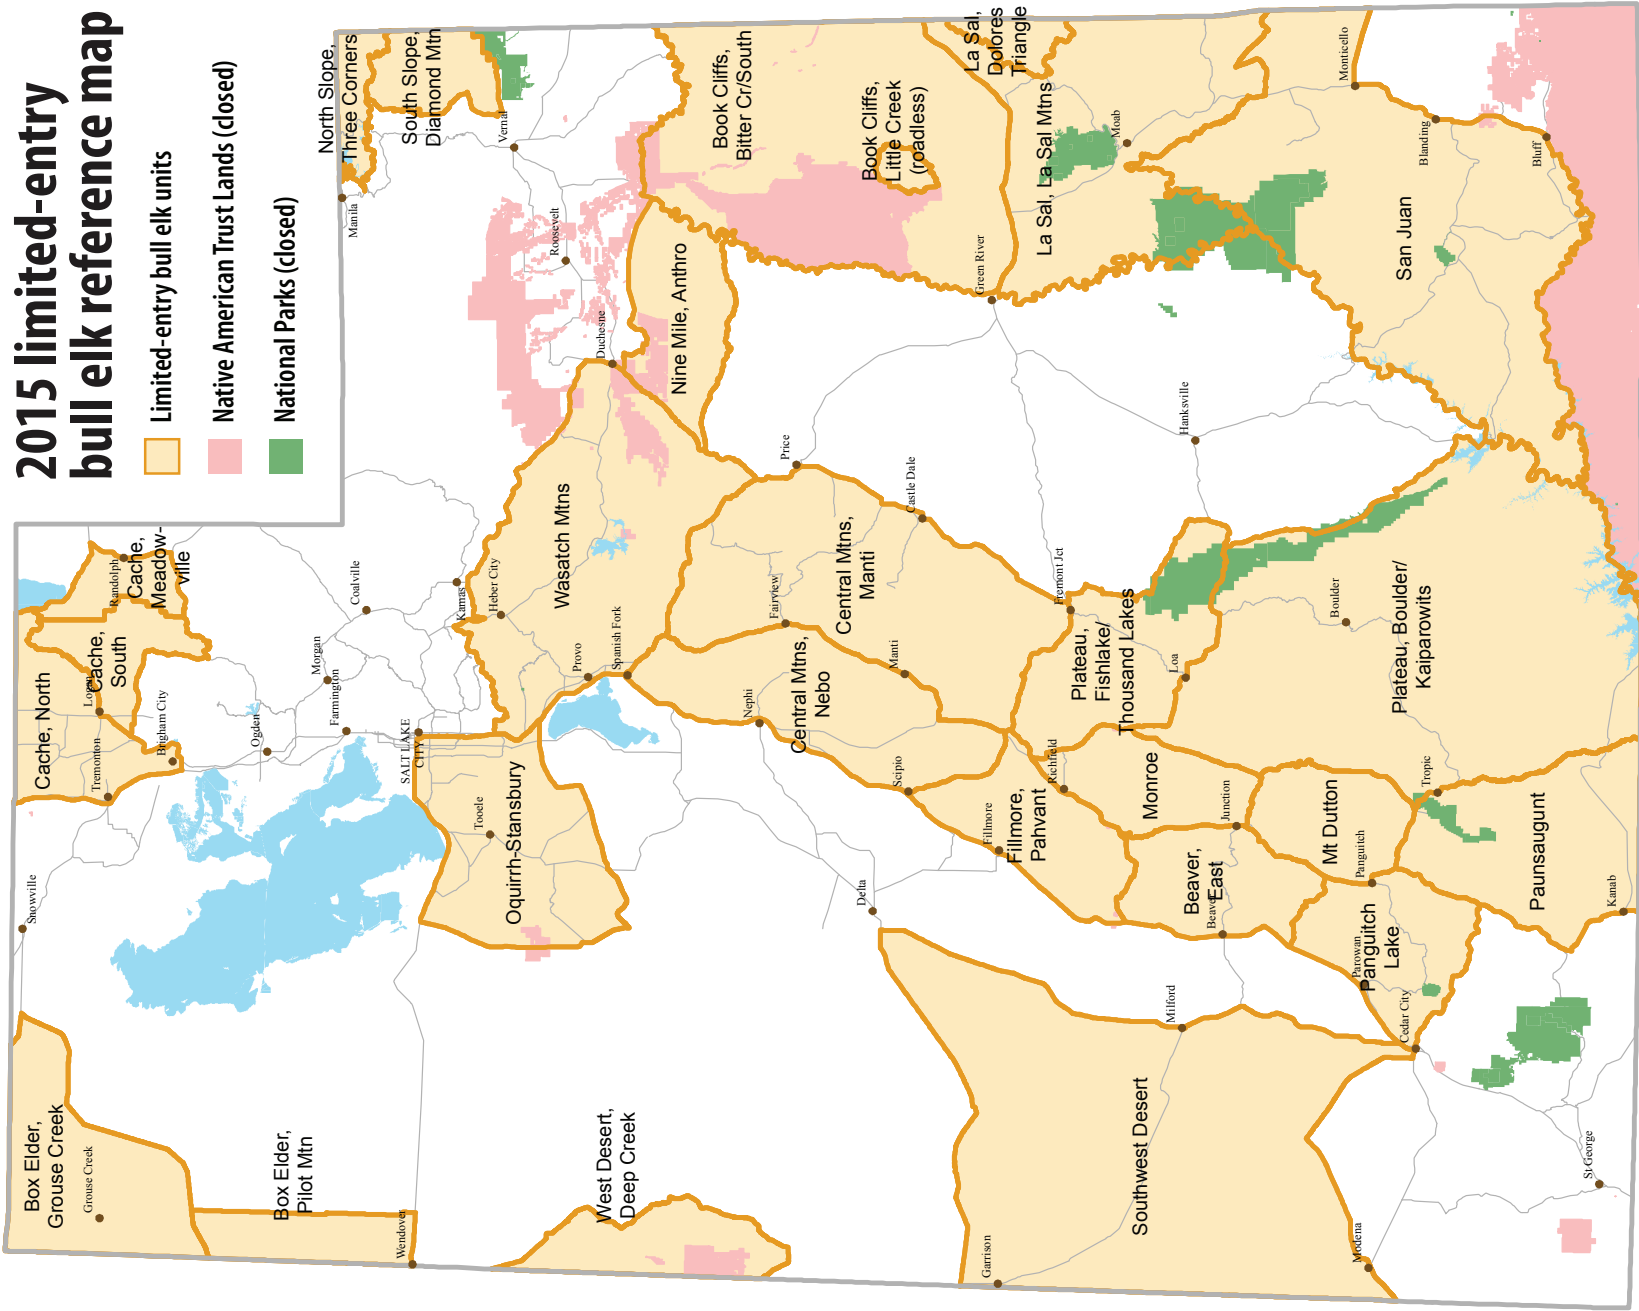 2015 limited-entry
bull elk reference map
Limited-entry bull elk units
Native American Trust Lands (closed)
National Parks (closed)
Box Elder,
Grouse Creek
Grouse Creek
Snowville
Cache, North
Tremonton
Logan
Cache,
South
Randolph
Cache,
Meadow-
ville
Brigham City
Ogden
Morgan
Farmington
Coalville
Box Elder,
Pilot Mtn
Wendover
SALT LAKE
CITY
Kamas
Heber City
Tooele
Oquirrh-Stansbury
Wasatch Mtns
Provo
Spanish Fork
North Slope,
Three Corners
Manila
South Slope,
Diamond Mtn
Vernal
Roosevelt
Duchesne
Nine Mile, Anthro
Book Cliffs,
Bitter Cr/South
Book Cliffs,
Little Creek
(roadless)
West Desert,
Deep Creek
Nephi
Fairview
Price
Central Mtns,
Nebo
Central Mtns,
Manti
Manti
Castle Dale
Scipio
Delta
Green River
La Sal,
Dolores
Triangle
La Sal, La Sal Mtns
Moab
Garrison
Fillmore
Fillmore,
Pahvant
Richfield
Fremont Jct
Plateau,
Fishlake/
Thousand Lakes
Loa
Hanksville
Southwest Desert
Milford
Monroe
Beaver,
East
Beaver
Junction
Mt Dutton
Panguitch
Parowan
Panguitch
Lake
Cedar City
Modena
Boulder
Plateau, Boulder/
Kaiparowits
Tropic
Paunsaugunt
Kanab
St George
Monticello
Blanding
Bluff
San Juan